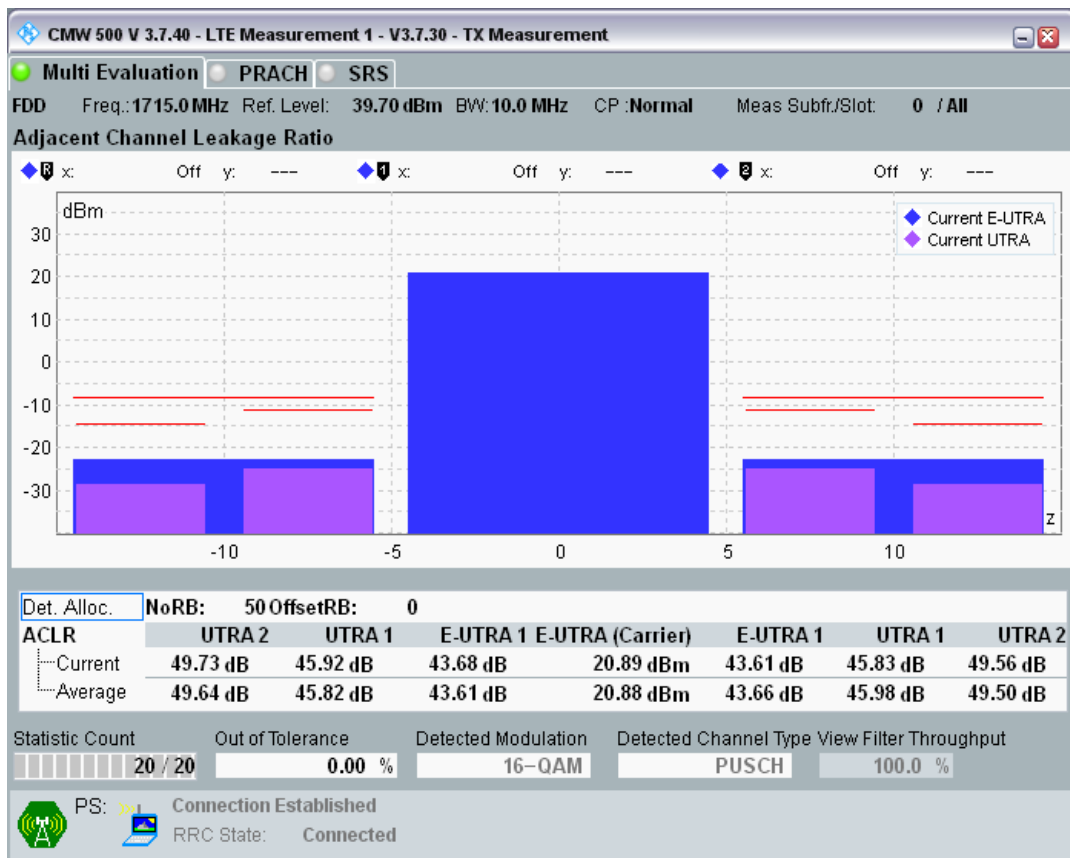 CMW 500 V 3.7.40 - LTE Measurement 1 - V3.7.30 - TX Measurement
Multi Evaluation PRACH SRS
FDD Freq.:1715.0 MHz Ref. Level: 39.70 dBm BW:10.0 MHz CP :Normal Meas Subfr./Slot: 0 / All
Adjacent Channel Leakage Ratio
R x: Off y: --- 1 x: Off y: --- 2 x: Off y: ---
dBm
Current E-UTRA
Current UTRA
30
20
10
0
-10
-20
-30
z
-10 -5 0 5 10
Det. Alloc. NoRB: 50 OffsetRB: 0
ACLR UTRA 2 UTRA 1 E-UTRA 1 E-UTRA (Carrier) E-UTRA 1 UTRA 1 UTRA 2
Current 49.73 dB 45.92 dB 43.68 dB 20.89 dBm 43.61 dB 45.83 dB 49.56 dB
Average 49.64 dB 45.82 dB 43.61 dB 20.88 dBm 43.66 dB 45.98 dB 49.50 dB
Statistic Count Out of Tolerance Detected Modulation Detected Channel Type View Filter Throughput
20 / 20 0.00 % 16-QAM PUSCH 100.0 %
PS: Connection Established
RRC State: Connected